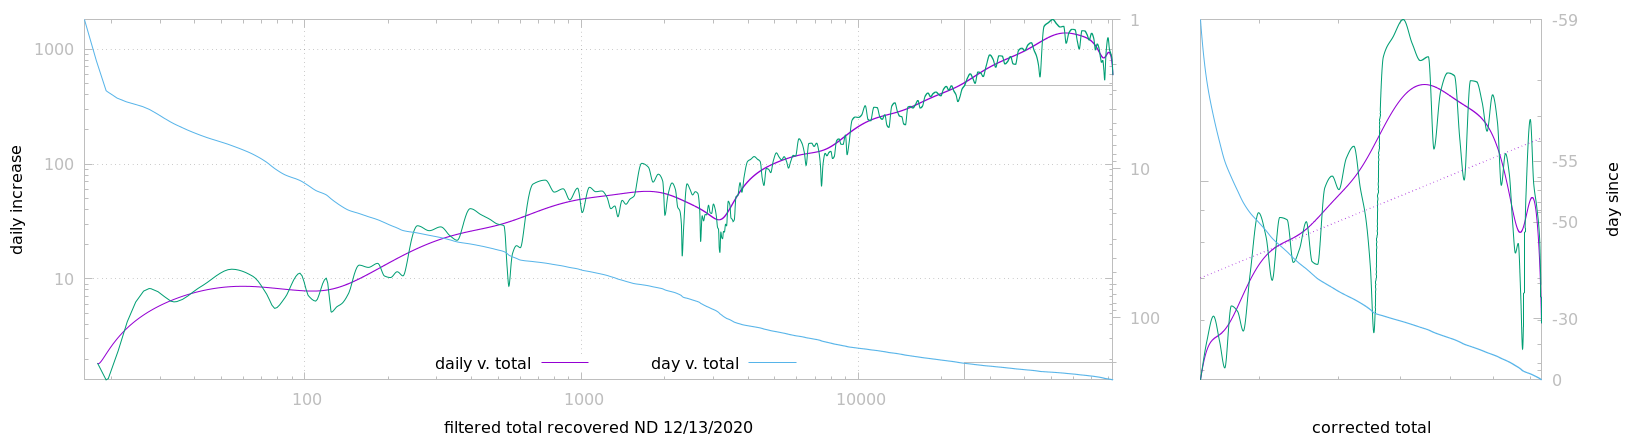 1000
100
10
daily increase
daily v. total
day v. total
100
1000
10000
filtered total recovered ND 12/13/2020
1
10
100
-59
-55
-50
-30
0
day since
corrected total